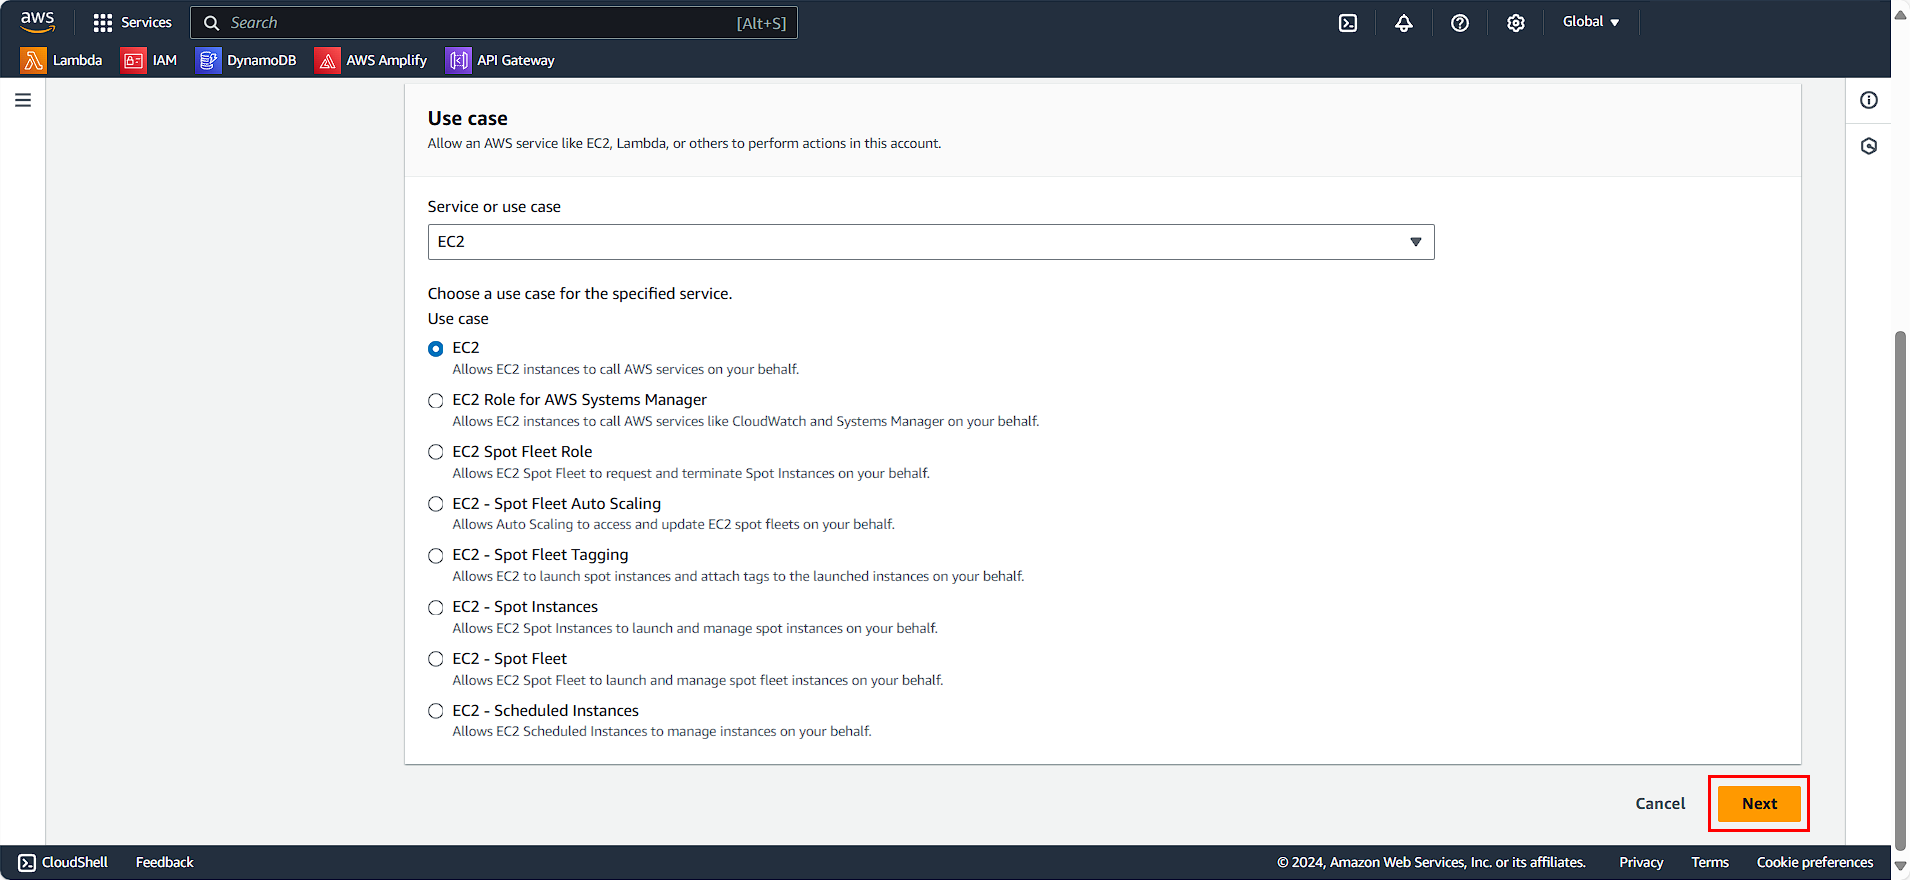 aws
Services
Search
[Alt+S]
Global
Lambda
IAM
DynamoDB
AWS Amplify
API Gateway
Use case
Allow an AWS service like EC2, Lambda, or others to perform actions in this account.
Service or use case
EC2
Choose a use case for the specified service.
Use case
EC2
Allows EC2 instances to call AWS services on your behalf.
EC2 Role for AWS Systems Manager
Allows EC2 instances to call AWS services like CloudWatch and Systems Manager on your behalf.
EC2 Spot Fleet Role
Allows EC2 Spot Fleet to request and terminate Spot Instances on your behalf.
EC2 - Spot Fleet Auto Scaling
Allows Auto Scaling to access and update EC2 spot fleets on your behalf.
EC2 - Spot Fleet Tagging
Allows EC2 to launch spot instances and attach tags to the launched instances on your behalf.
EC2 - Spot Instances
Allows EC2 Spot Instances to launch and manage spot instances on your behalf.
EC2 - Spot Fleet
Allows EC2 Spot Fleet to launch and manage spot fleet instances on your behalf.
EC2 - Scheduled Instances
Allows EC2 Scheduled Instances to manage instances on your behalf.
Cancel
Next
CloudShell
Feedback
© 2024, Amazon Web Services, Inc. or its affiliates.
Privacy
Terms
Cookie preferences